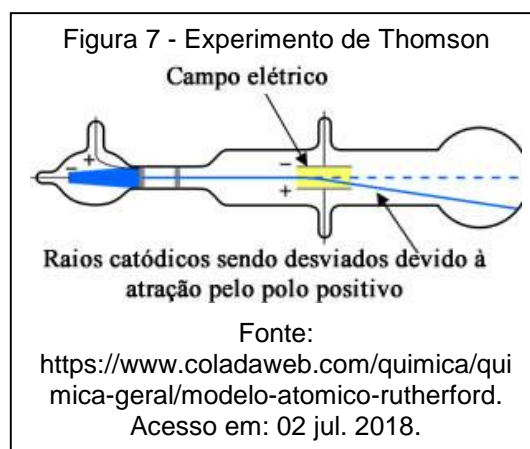 Figura 7 - Experimento de Thomson
Campo elétrico
- +
-
+
Raios catódicos sendo desviados devido à
atração pelo polo positivo
Fonte:
https://www.coladaweb.com/quimica/qui
mica-geral/modelo-atomico-rutherford.
Acesso em: 02 jul. 2018.